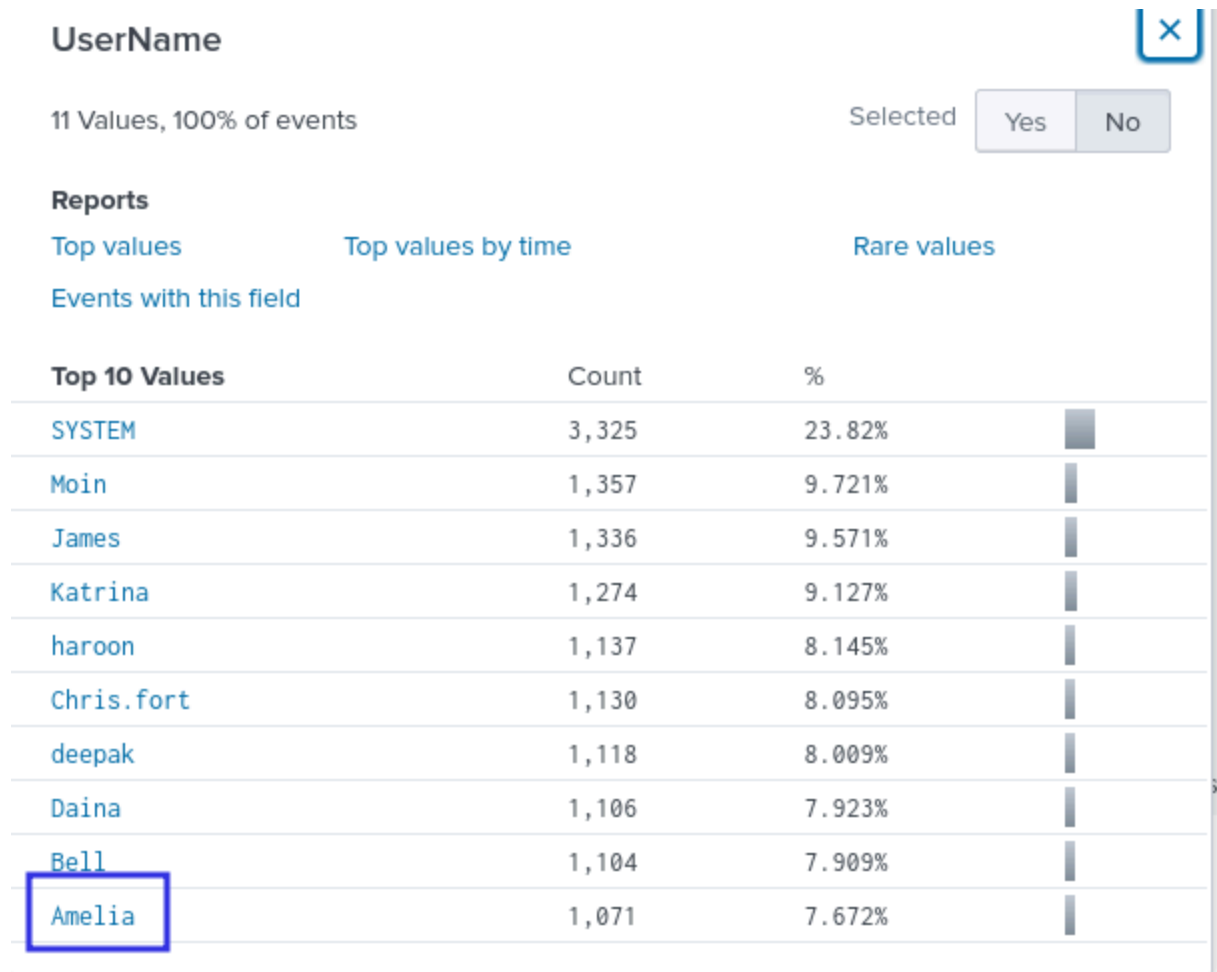 UserName
11 Values, 100% of events
Selected Yes No
Reports
Top values Top values by time Rare values
Events with this field
Top 10 Values Count %
SYSTEM 3,325 23.82%
Moin 1,357 9.721%
James 1,336 9.571%
Katrina 1,274 9.127%
haroon 1,137 8.145%
Chris.fort 1,130 8.095%
deepak 1,118 8.009%
Daina 1,106 7.923%
Bell 1,104 7.909%
Amelia 1,071 7.672%